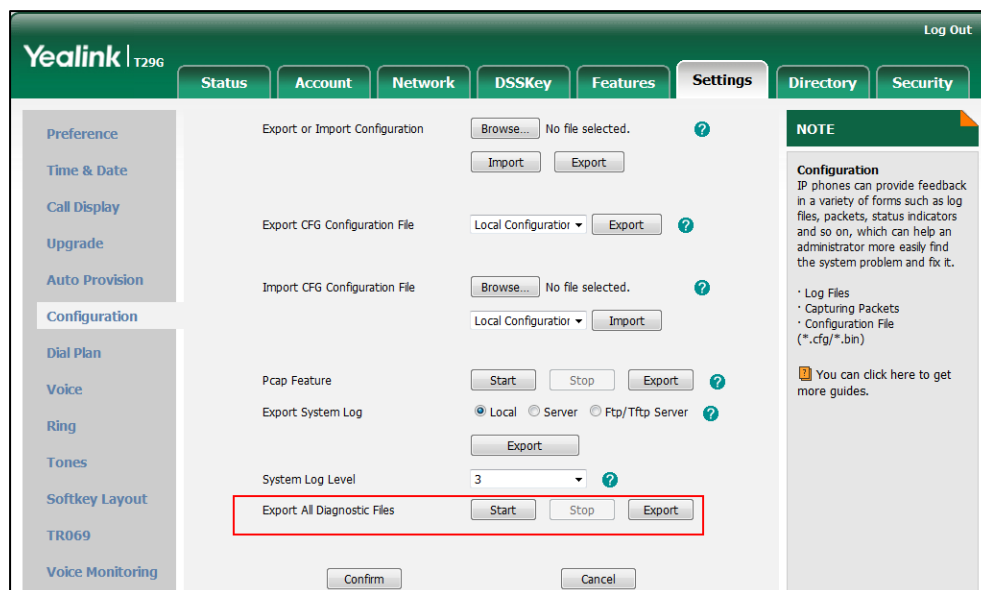 Log Out
Yealink T29G
Status Account Network DSSKey Features Settings Directory Security
Preference
Time & Date
Call Display
Upgrade
Auto Provision
Configuration
Dial Plan
Voice
Ring
Tones
Softkey Layout
TR069
Voice Monitoring
Export or Import Configuration Browse... No file selected. ?
Import Export
Export CFG Configuration File Local Configuration Export ?
Import CFG Configuration File Browse... No file selected. ?
Local Configuration Import
Pcap Feature Start Stop Export ?
Export System Log Local Server Ftp/Tftp Server ?
Export
System Log Level 3 ?
Export All Diagnostic Files Start Stop Export
Confirm Cancel
NOTE
Configuration
IP phones can provide feedback
in a variety of forms such as log
files, packets, status indicators
and so on, which can help an
administrator more easily find
the system problem and fix it.
· Log Files
· Capturing Packets
· Configuration File
(*.cfg/*.bin)
? You can click here to get
more guides.